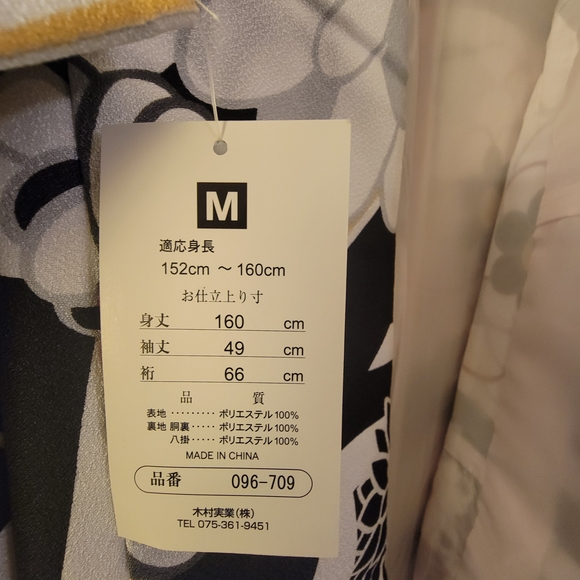 M
適応身長
152cm ～ 160cm
お仕立上り寸
身丈 160 cm
袖丈 49 cm
裄 66 cm
品 質
表地 ········· ポリエステル100%
裏地 胴裏····· ポリエステル100%
八掛····· ポリエステル100%
MADE IN CHINA
品番 096-709
木村実業(株)
TEL 075-361-9451